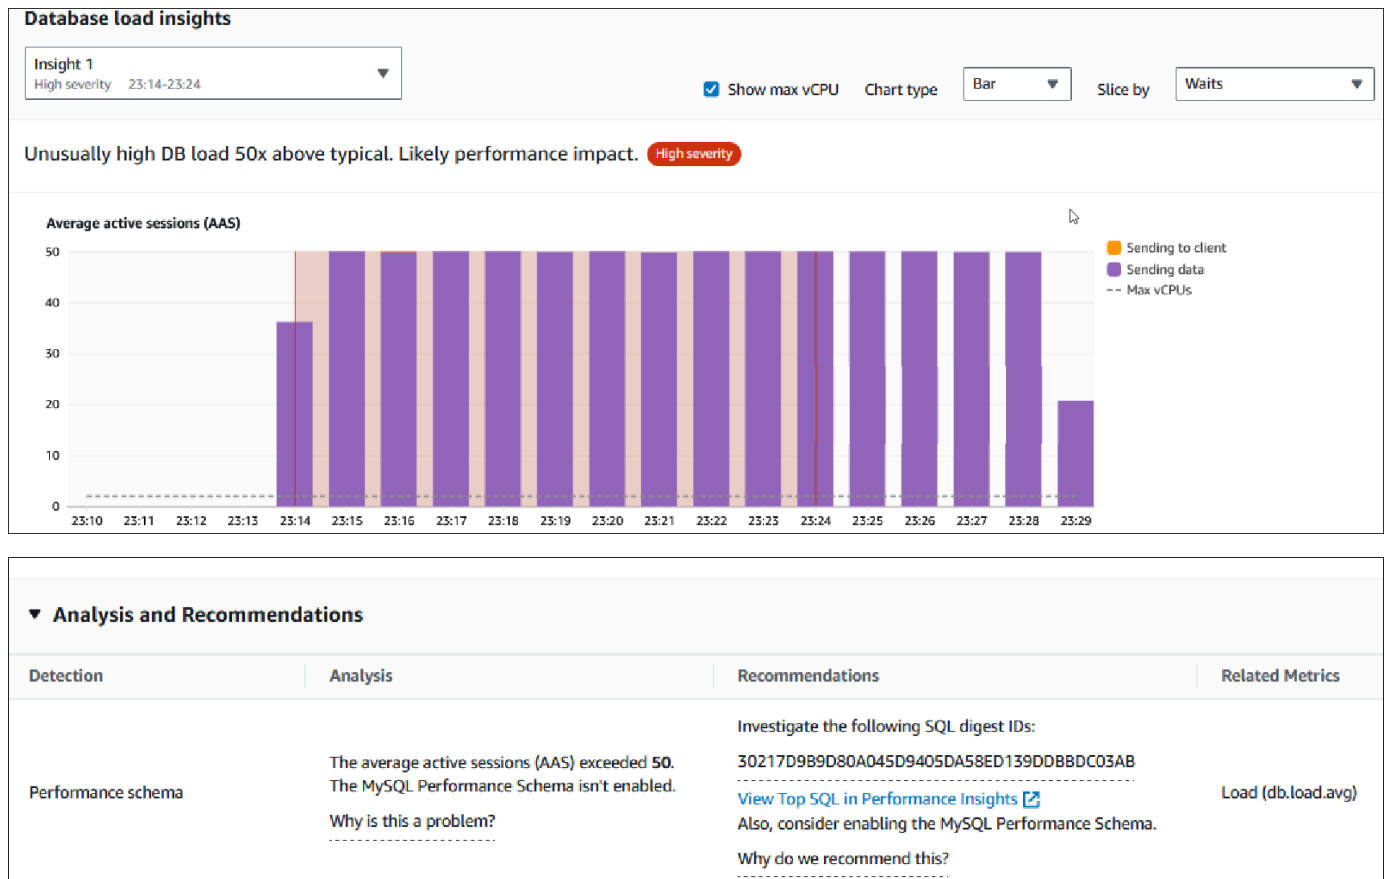 Database load insights
Insight 1
High severity 23:14-23:24
Show max vCPU Chart type Bar Slice by Waits
Unusually high DB load 50x above typical. Likely performance impact. High severity
Average active sessions (AAS)
50
40
30
20
10
0
23:10 23:11 23:12 23:13 23:14 23:15 23:16 23:17 23:18 23:19 23:20 23:21 23:22 23:23 23:24 23:25 23:26 23:27 23:28 23:29
Sending to client
Sending data
Max vCPUs
Analysis and Recommendations
Detection Analysis Recommendations Related Metrics
Performance schema
The average active sessions (AAS) exceeded 50.
The MySQL Performance Schema isn't enabled.
Why is this a problem?
Investigate the following SQL digest IDs:
30217D9B9D80A045D9405DA58ED139DDBBDC03AB
View Top SQL in Performance Insights
Also, consider enabling the MySQL Performance Schema.
Why do we recommend this?
Load (db.load.avg)